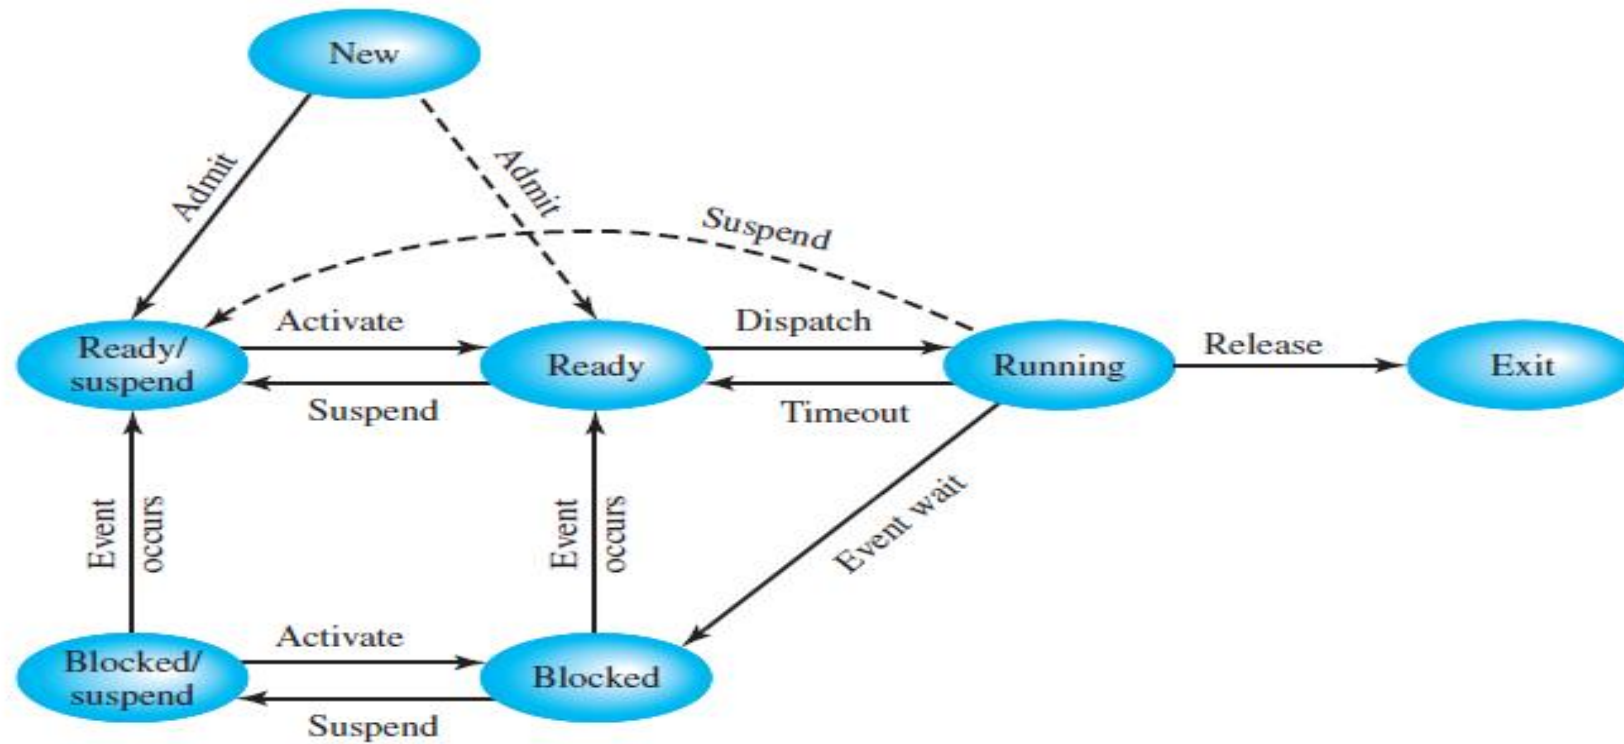 New
Admit
Admit
Suspend
Ready/
suspend
Activate
Suspend
Ready
Dispatch
Timeout
Running
Release
Exit
Event
occurs
Event
occurs
Event wait
Blocked/
suspend
Activate
Suspend
Blocked